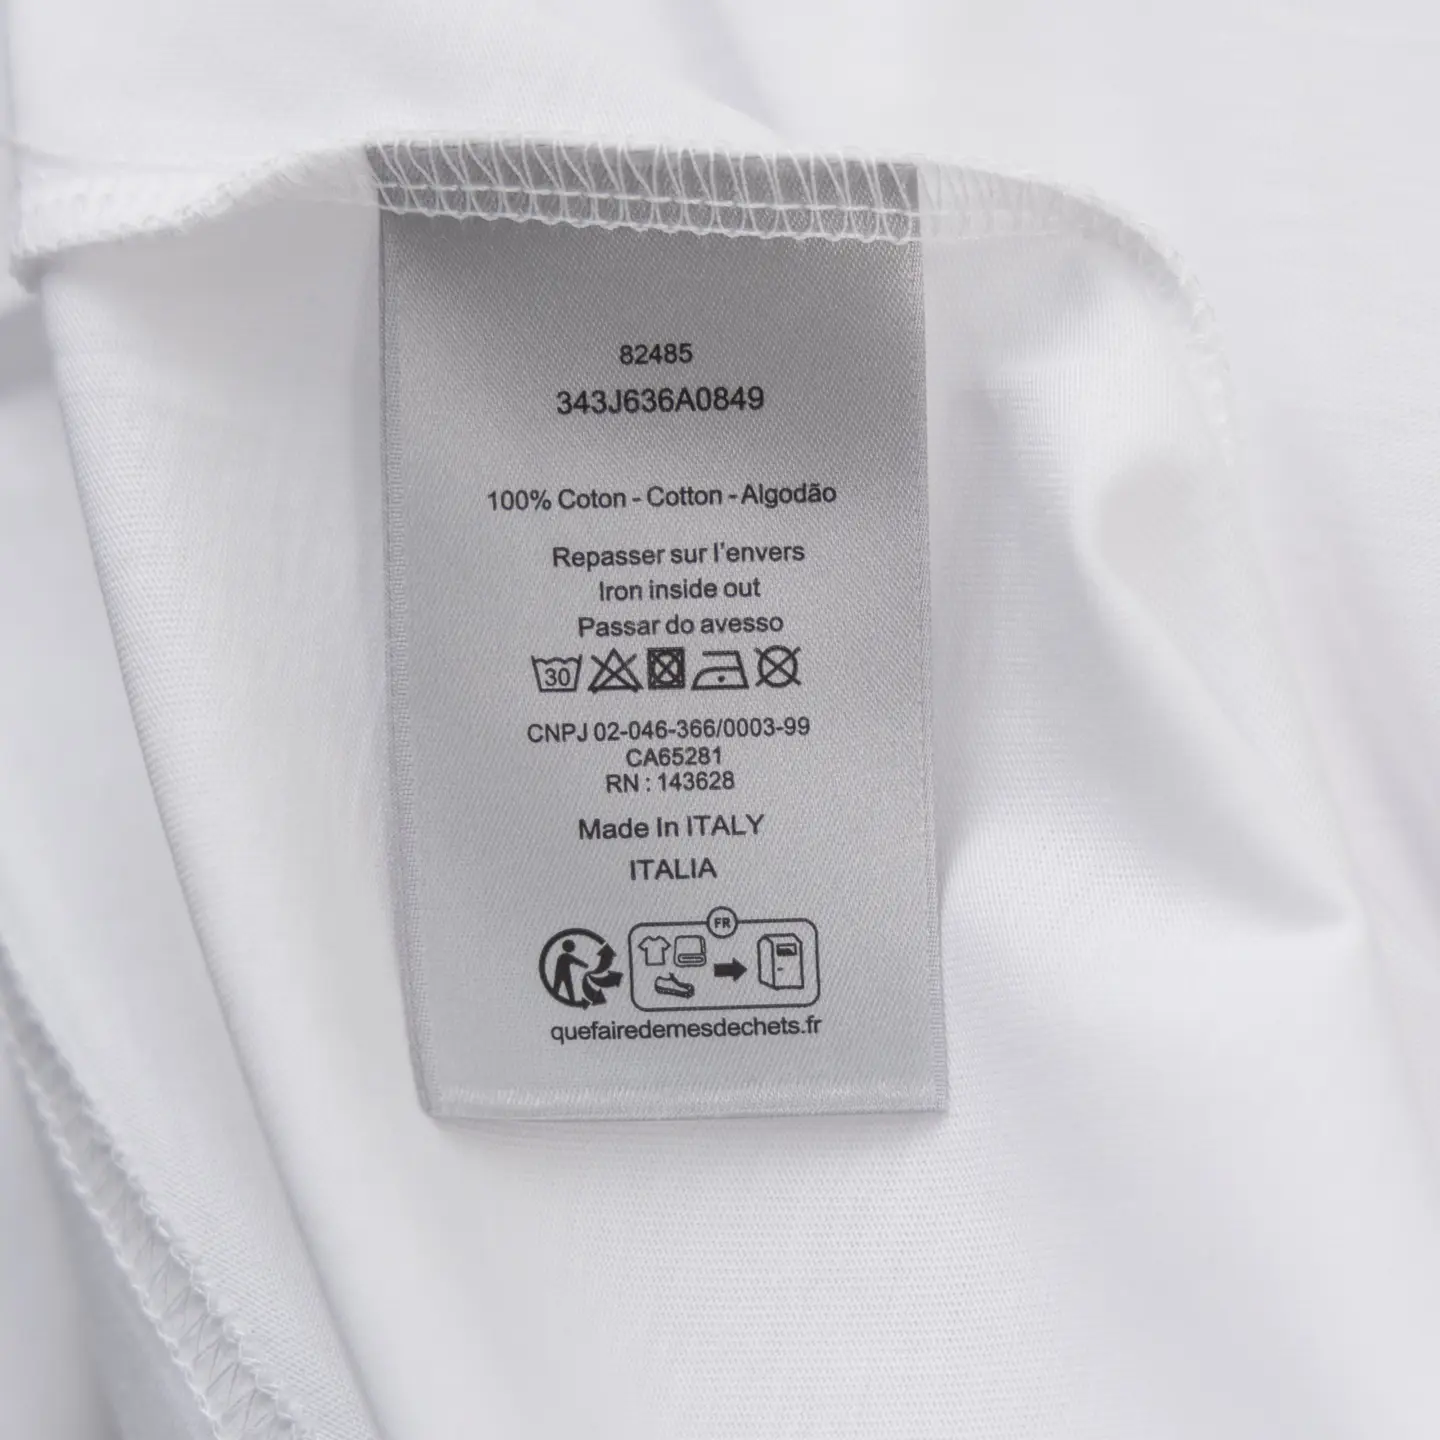 82485
343J636A0849
100% Coton - Cotton - Algodão
Repasser sur l'envers
Iron inside out
Passar do avesso
30
CNPJ 02-046-366/0003-99
CA65281
RN : 143628
Made In ITALY
ITALIA
FR
quefairedemesdechets.fr